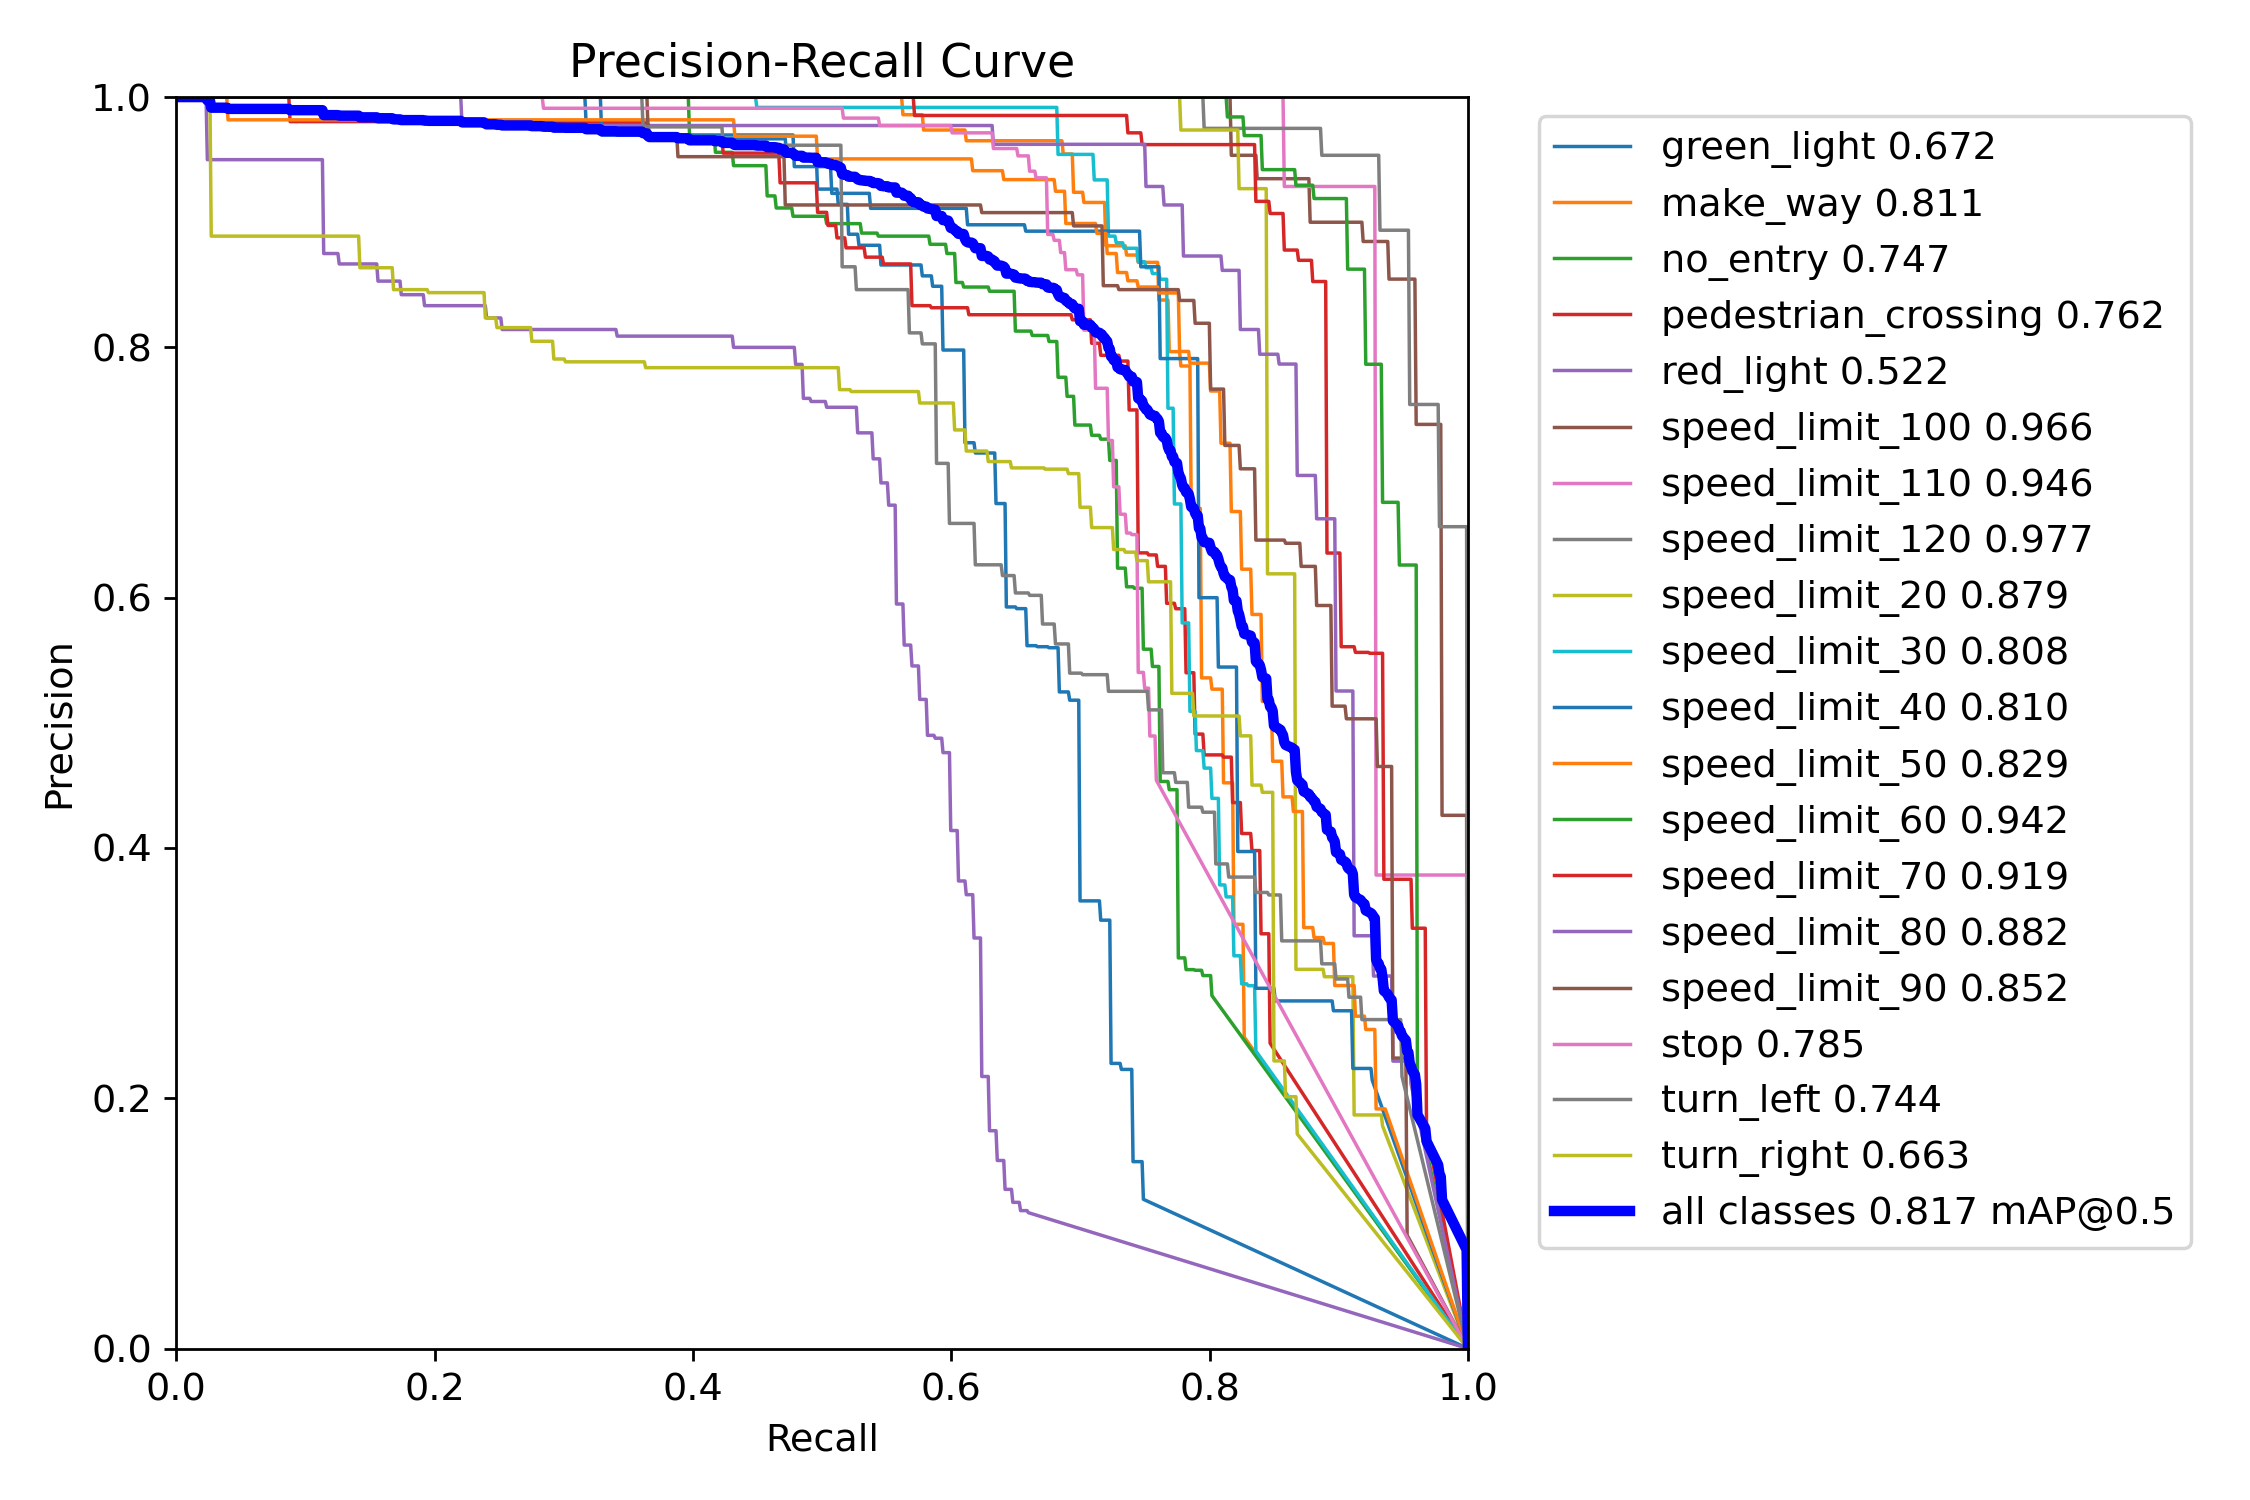 Precision-Recall Curve
1.0
0.8
0.6
0.4
0.2
0.0
Precision
0.0 0.2 0.4 0.6 0.8 1.0
Recall
green_light 0.672
make_way 0.811
no_entry 0.747
pedestrian_crossing 0.762
red_light 0.522
speed_limit_100 0.966
speed_limit_110 0.946
speed_limit_120 0.977
speed_limit_20 0.879
speed_limit_30 0.808
speed_limit_40 0.810
speed_limit_50 0.829
speed_limit_60 0.942
speed_limit_70 0.919
speed_limit_80 0.882
speed_limit_90 0.852
stop 0.785
turn_left 0.744
turn_right 0.663
all classes 0.817 mAP@0.5